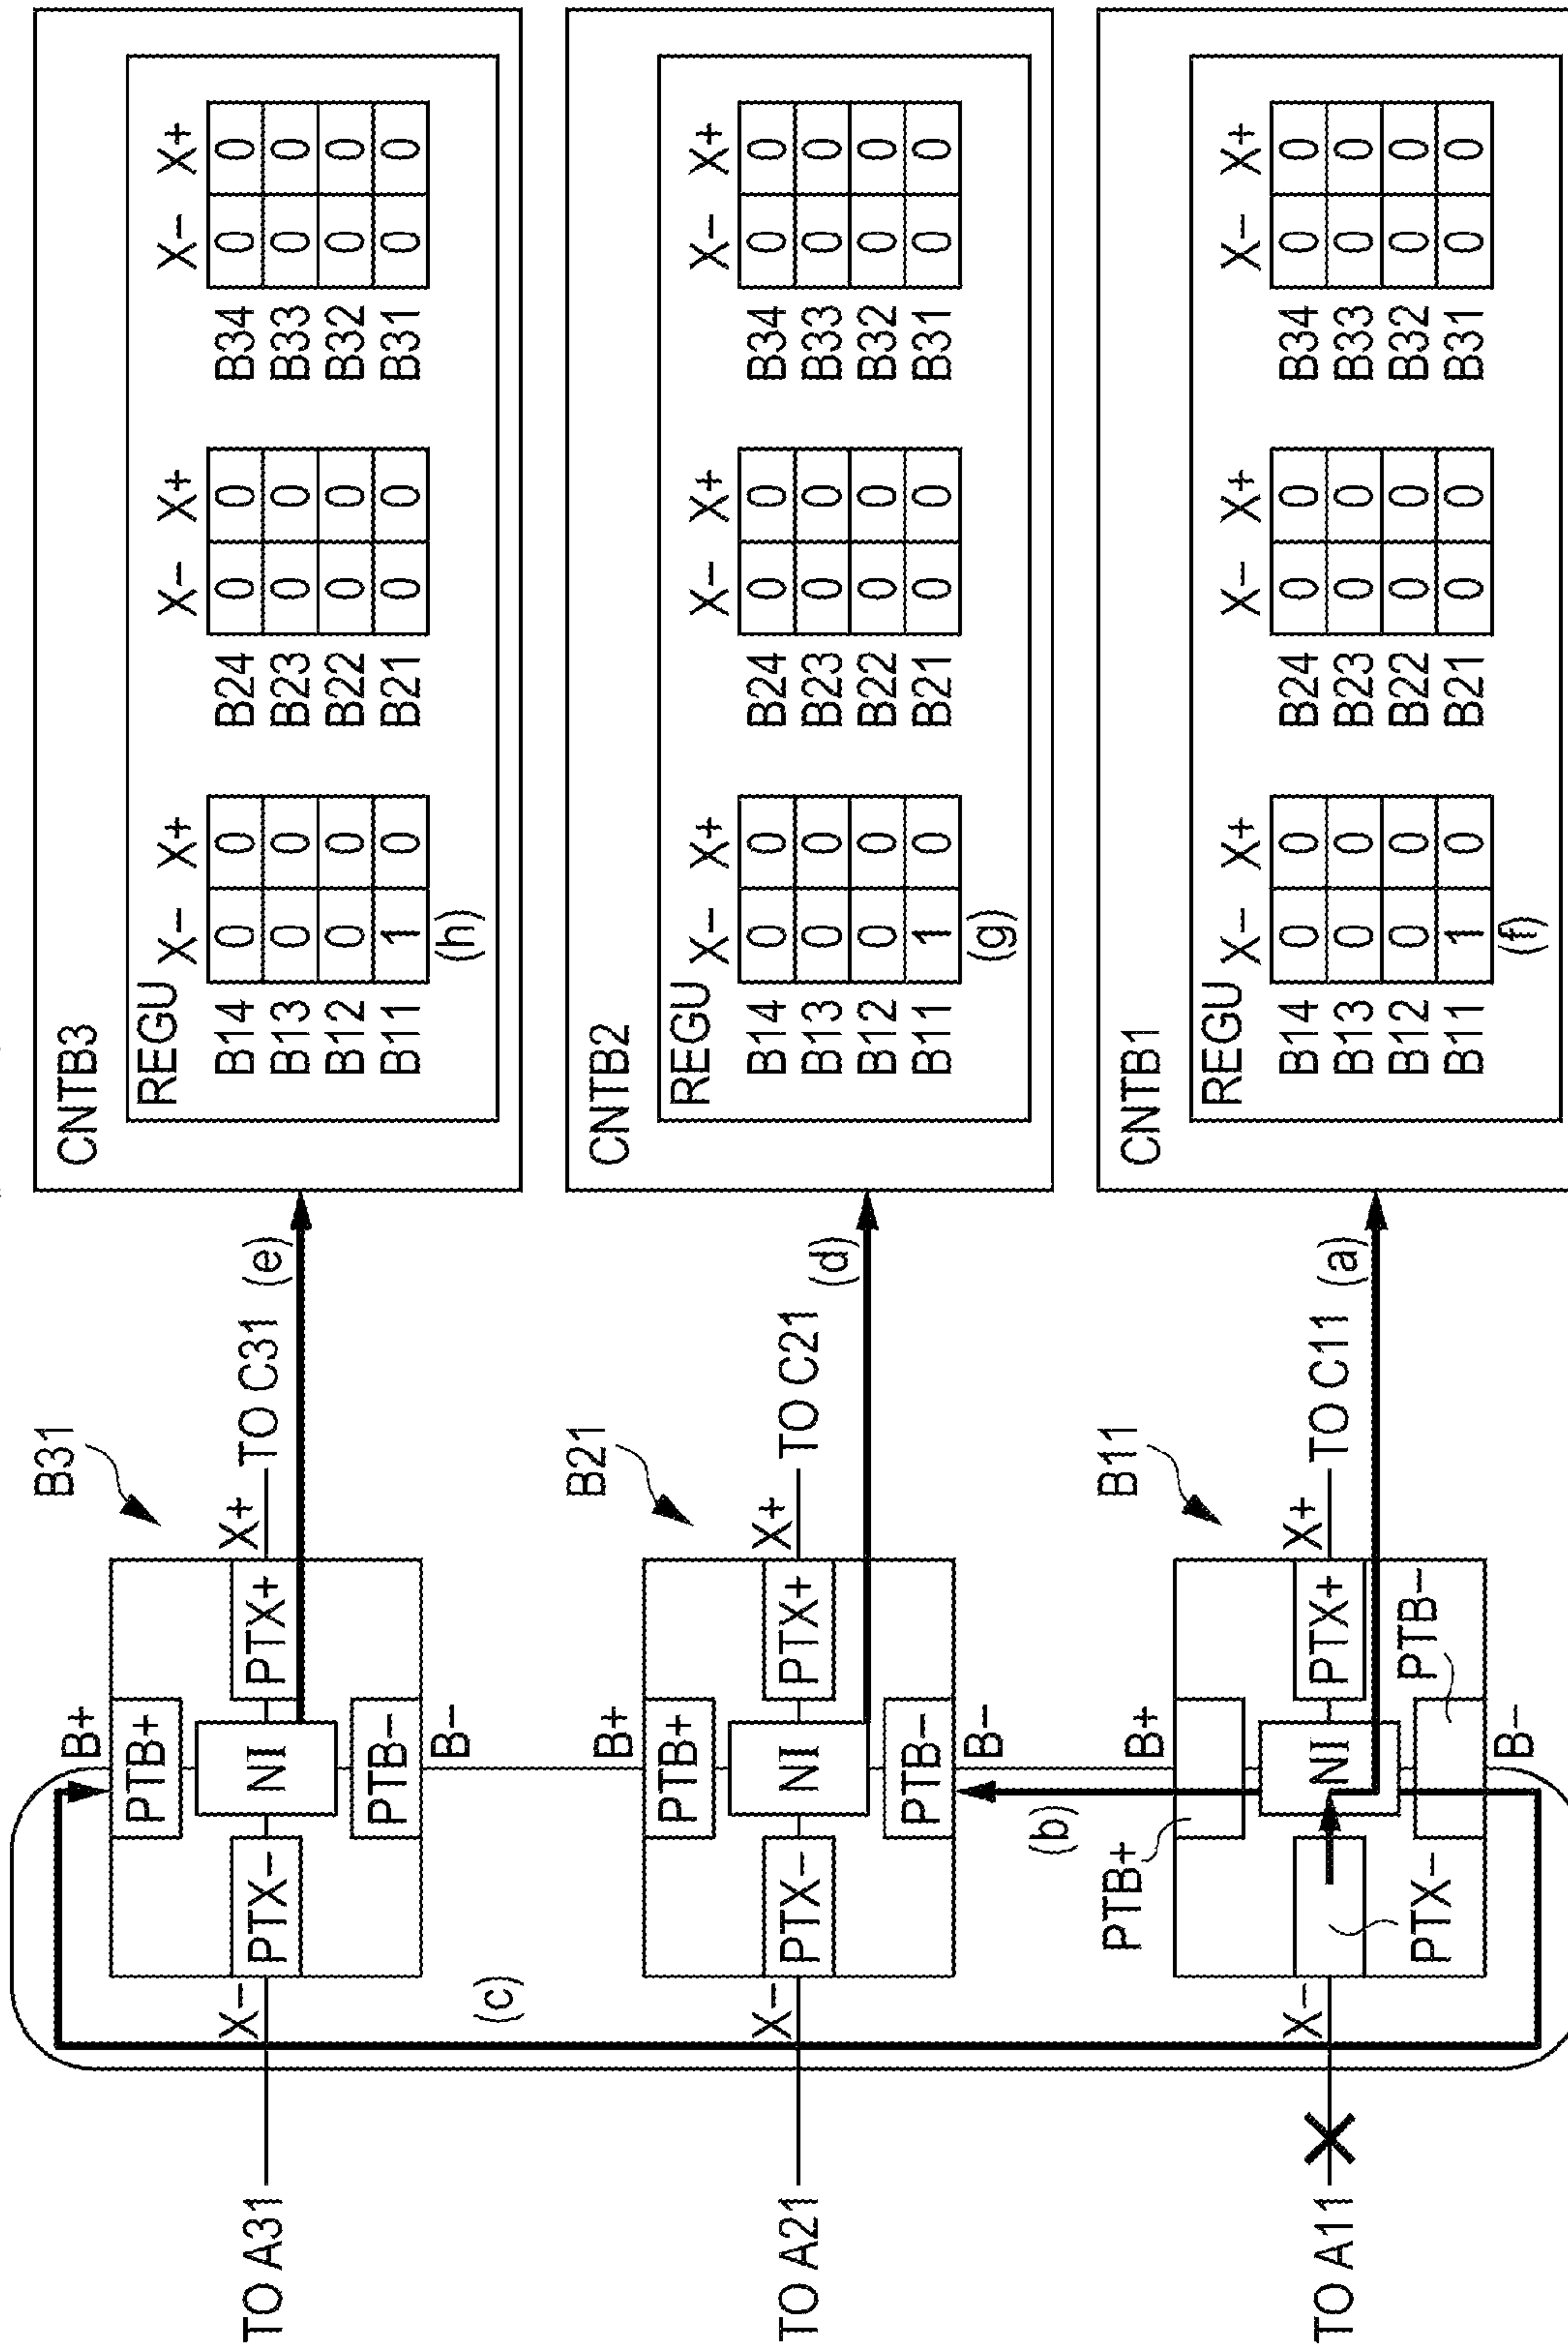 CNTB3
REGU
X− X+ X− X+ X− X+
B14 0 0 B24 0 0 B34 0 0
B13 0 0 B23 0 0 B33 0 0
B12 0 0 B22 0 0 B32 0 0
B11 1 0 B21 0 0 B31 0 0
(h)
B31
B+
PTB+
X− PTX− NI PTX+ X+
TO A31
TO C31 (e)
PTB−
B−
(c)
CNTB2
REGU
X− X+ X− X+ X− X+
B14 0 0 B24 0 0 B34 0 0
B13 0 0 B23 0 0 B33 0 0
B12 0 0 B22 0 0 B32 0 0
B11 1 0 B21 0 0 B31 0 0
(g)
B21
B+
PTB+
X− PTX− NI PTX+ X+
TO A21
TO C21 (d)
PTB−
B−
(b)
CNTB1
REGU
X− X+ X− X+ X− X+
B14 0 0 B24 0 0 B34 0 0
B13 0 0 B23 0 0 B33 0 0
B12 0 0 B22 0 0 B32 0 0
B11 1 0 B21 0 0 B31 0 0
(f)
B11
B+
PTB+
X− NI PTX+ X+
TO A11
TO C11 (a)
PTX−
PTB−
B−